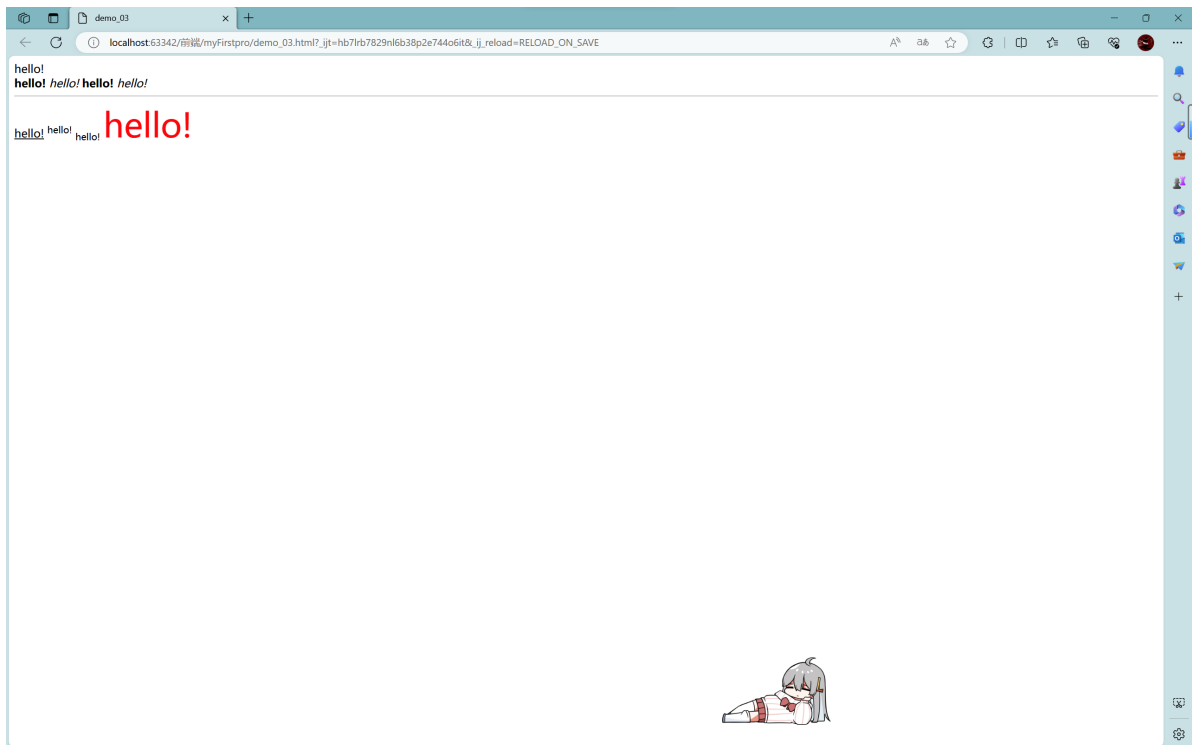 demo_03
localhost:63342/前端/myFirstpro/demo_03.html?_ijt=hb7lrb7829nl6b38p2e744o6it&_ij_reload=RELOAD_ON_SAVE
hello!
hello! hello! hello! hello!
hello! hello! hello! hello!